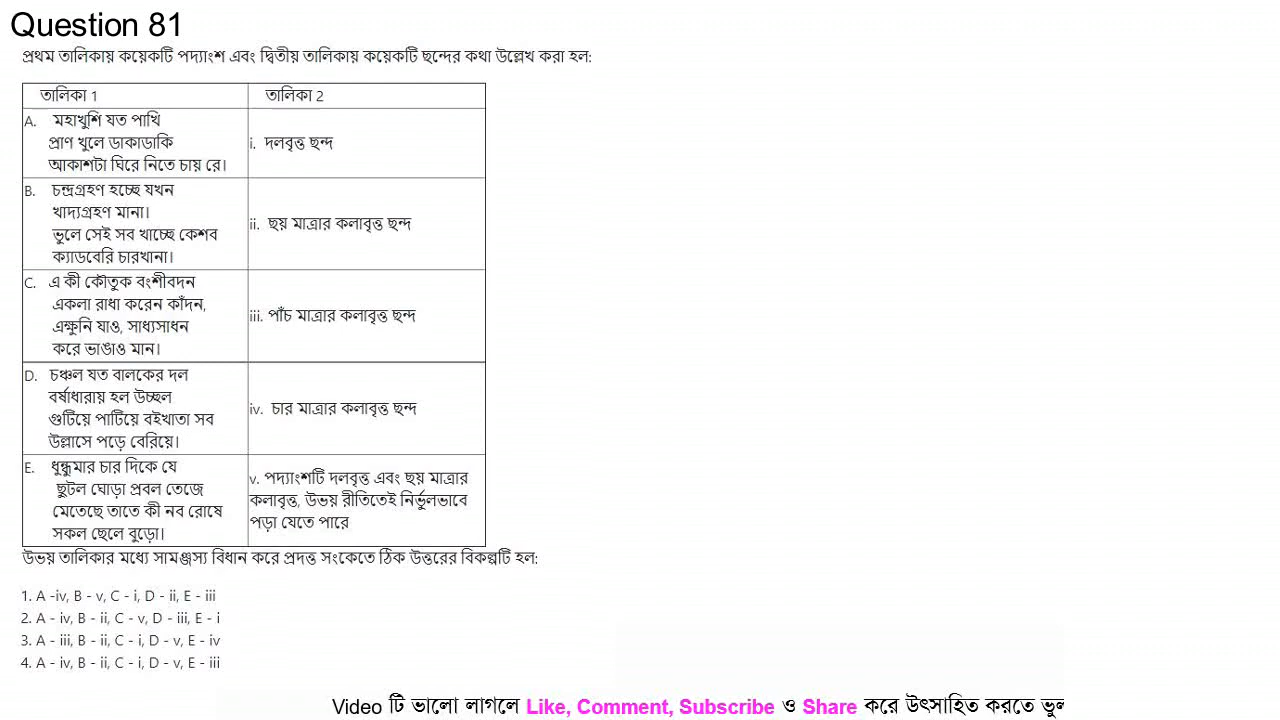 Question 81
প্রথম তালিকায় কয়েকটি পদ্যাংশ এবং দ্বিতীয় তালিকায় কয়েকটি ছন্দের কথা উল্লেখ করা হল:
তালিকা 1
তালিকা 2
A. মহাখুশি যত পাখি
প্রাণ খুলে ডাকাডাকি
আকাশটা ঘিরে নিতে চায় রে।
i. দলবৃত্ত ছন্দ
B. চন্দ্রগ্রহণ হচ্ছে যখন
খাদ্যগ্রহণ মানা।
ভুলে সেই সব খাচ্ছে কেশব
ক্যাডবেরি চারখানা।
ii. ছয় মাত্রার কলাবৃত্ত ছন্দ
C. এ কী কৌতুক বংশীবদন
একলা রাধা করেন কাঁদন,
এক্ষুনি যাও, সাধ্যসাধন
করে ভাঙাও মান।
iii. পাঁচ মাত্রার কলাবৃত্ত ছন্দ
D. চঞ্চল যত বালকের দল
বর্ষাধারায় হল উচ্ছল
গুটিয়ে পাটিয়ে বইখাতা সব
উল্লাসে পড়ে বেরিয়ে।
iv. চার মাত্রার কলাবৃত্ত ছন্দ
E. ধুন্ধুমার চার দিকে যে
ছুটল ঘোড়া প্রবল তেজে
মেতেছে তাতে কী নব রোষে
সকল ছেলে বুড়ো।
v. পদ্যাংশটি দলবৃত্ত এবং ছয় মাত্রার
কলাবৃত্ত, উভয় রীতিতেই নির্ভুলভাবে
পড়া যেতে পারে
উভয় তালিকার মধ্যে সামঞ্জস্য বিধান করে প্রদত্ত সংকেতে ঠিক উত্তরের বিকল্পটি হল:
1. A -iv, B - v, C - i, D - ii, E - iii
2. A - iv, B - ii, C - v, D - iii, E - i
3. A - iii, B - ii, C - i, D - v, E - iv
4. A - iv, B - ii, C - i, D - v, E - iii
Video টি ভালো লাগলে Like, Comment, Subscribe ও Share করে উৎসাহিত করতে ভুল